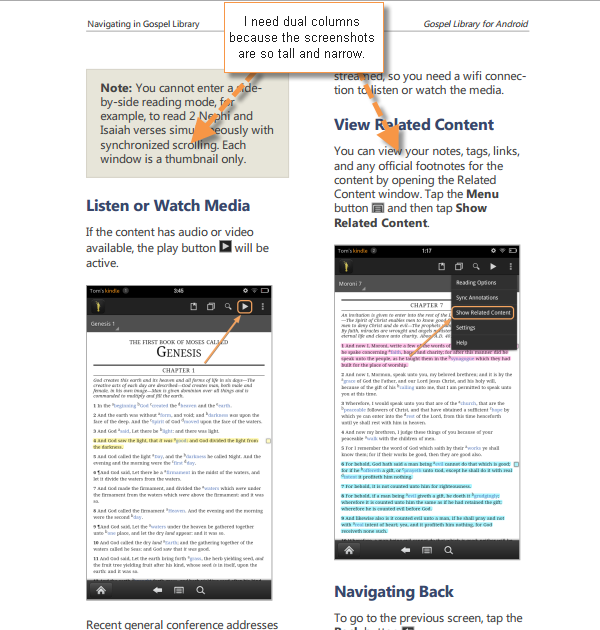 Navigating in Gospel Library
Gospel Library for Android
I need dual columns
because the screenshots
are so tall and narrow.
Note: You cannot enter a side-
by-side reading mode, for
example, to read 2 Nephi and
Isaiah verses simultaneously with
synchronized scrolling. Each
window is a thumbnail only.
Listen or Watch Media
If the content has audio or video
available, the play button will be
active.
Tom's kindle 3:45
Genesis 1
THE FIRST BOOK OF MOSES CALLED
GENESIS
CHAPTER 1
God creates this earth and its heaven and all forms of life in six days—The
creative acts of each day are described—God creates man, both male and
female, in his own image—Man is given dominion over all things and is
commanded to multiply and fill the earth.
1 In the beginning God created the heaven and the earth.
2 And the earth was without form, and void; and darkness was upon the
face of the deep. And the Spirit of God moved upon the face of the waters.
3 And God said, Let there be light: and there was light.
4 And God saw the light, that it was good: and God divided the light from
the darkness.
5 And God called the light Day, and the darkness he called Night. And the
evening and the morning were the first day.
6 ¶And God said, Let there be a firmament in the midst of the waters, and
let it divide the waters from the waters.
7 And God made the firmament, and divided the waters which were under
the firmament from the waters which were above the firmament: and it was
so.
8 And God called the firmament Heaven. And the evening and the morning
were the second day.
9 ¶And God said, Let the waters under the heaven be gathered together
unto one place, and let the dry land appear: and it was so.
10 And God called the dry land Earth; and the gathering together of the
waters called he Seas: and God saw that it was good.
11 And God said, Let the earth bring forth grass, the herb yielding seed, and
the fruit tree yielding fruit after his kind, whose seed is in itself, upon the
earth: and it was so.
Recent general conference addresses
streamed, so you need a wifi connec-
tion to listen or watch the media.
View Related Content
You can view your notes, tags, links,
and any official footnotes for the
content by opening the Related
Content window. Tap the Menu
button and then tap Show
Related Content.
Tom's kindle 1:17
Moroni 7
Reading Options
Sync Annotations
Show Related Content
Settings
Help
CHAPTER 7
An invitation is given to enter into the rest of the
—The Spirit of Christ enables men to know good
men to deny Christ and do evil—The prophets
by faith, miracles are wrought and angels minister
eternal life and cleave unto charity.
1 And now I, Moroni, write a few of the words of
he spake concerning faith, hope, and charity; for after this manner did he
speak unto the people, as he taught them in the synagogue which they had
built for the place of worship.
2 And now I, Mormon, speak unto you, my beloved brethren; and it is by the
grace of God the Father, and our Lord Jesus Christ, and his holy will,
because of the gift of his calling unto me, that I am permitted to speak unto
you at this time.
3 Wherefore, I would speak unto you that are of the church, that are the
peaceable followers of Christ, and that have obtained a sufficient hope by
which ye can enter into the rest of the Lord, from this time henceforth
until ye shall rest with him in heaven.
4 And now my brethren, I judge these things of you because of your
peaceable walk with the children of men.
5 For I remember the word of God which saith by their works ye shall
know them; for if their works be good, then they are good also.
6 For behold, God hath said a man being evil cannot do that which is good;
for if he offereth a gift, or prayeth unto God, except he shall do it with real
intent it profiteth him nothing.
7 For behold, it is not counted unto him for righteousness.
8 For behold, if a man being evil giveth a gift, he doeth it grudgingly;
wherefore it is counted unto him the same as if he had retained the gift;
wherefore he is counted evil before God.
9 And likewise also is it counted evil unto a man, if he shall pray and not
with real intent of heart; yea, and it profiteth him nothing, for God
receiveth none such.
Navigating Back
To go to the previous screen, tap the